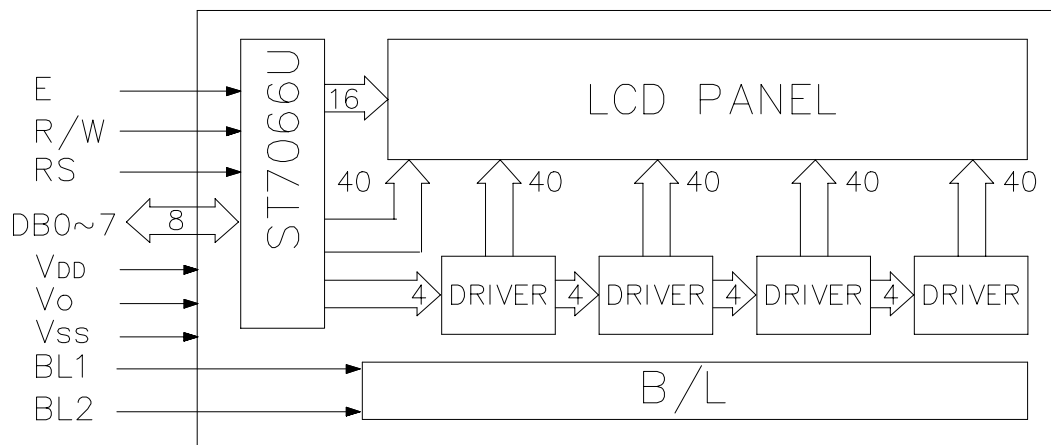 E
R/W
RS
DB0~7
8
VDD
VO
VSS
BL1
BL2
ST7066U
16
LCD PANEL
40
40
40
40
40
4
DRIVER
4
DRIVER
4
DRIVER
4
DRIVER
B/L